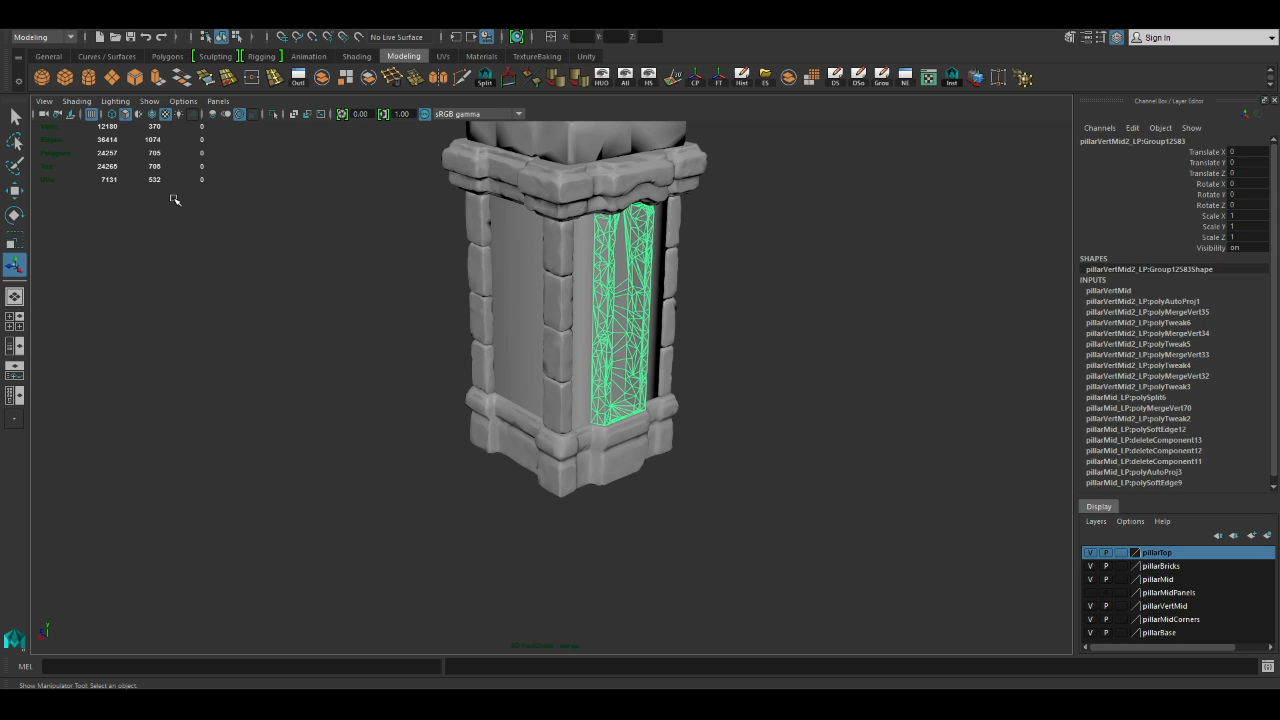 Modeling
No Live Surface
X:
Y:
Z:
Sign In
General Curves / Surfaces Polygons Sculpting Rigging Animation Shading Modeling UVs Materials TextureBaking Unity
Out Split HUO All HS CP FT Hist ES DS DSo Grou NE Inst
View Shading Lighting Show Options Panels
0.00 1.00 sRGB gamma
12180 370 0
Edges: 36414 1074 0
24257 705 0
24266 708 0
UVs: 7131 532 0
Channel Box / Layer Editor
Channels Edit Object Show
pillarVertMid2_LP:Group12583
Translate X 0
Translate Y 0
Translate Z 0
Rotate X 0
Rotate Y 0
Rotate Z 0
Scale X 1
Scale Y 1
Scale Z 1
Visibility on
SHAPES
pillarVertMid2_LP:Group12583Shape
INPUTS
pillarVertMid
pillarVertMid2_LP:polyAutoProj1
pillarVertMid2_LP:polyMergeVert35
pillarVertMid2_LP:polyTweak6
pillarVertMid2_LP:polyMergeVert34
pillarVertMid2_LP:polyTweak5
pillarVertMid2_LP:polyMergeVert33
pillarVertMid2_LP:polyTweak4
pillarVertMid2_LP:polyMergeVert32
pillarVertMid2_LP:polyTweak3
pillarMid_LP:polySplit6
pillarMid_LP:polyMergeVert70
pillarVertMid2_LP:polyTweak2
pillarMid_LP:polySoftEdge12
pillarMid_LP:deleteComponent13
pillarMid_LP:deleteComponent12
pillarMid_LP:deleteComponent11
pillarMid_LP:polyAutoProj3
pillarMid_LP:polySoftEdge9
Display
Layers Options Help
V P pillarTop
V P pillarBricks
V P pillarMid
pillarMidPanels
V P pillarVertMid
V P pillarMidCorners
V P pillarBase
y
MEL
Show Manipulator Tool: Select an object.